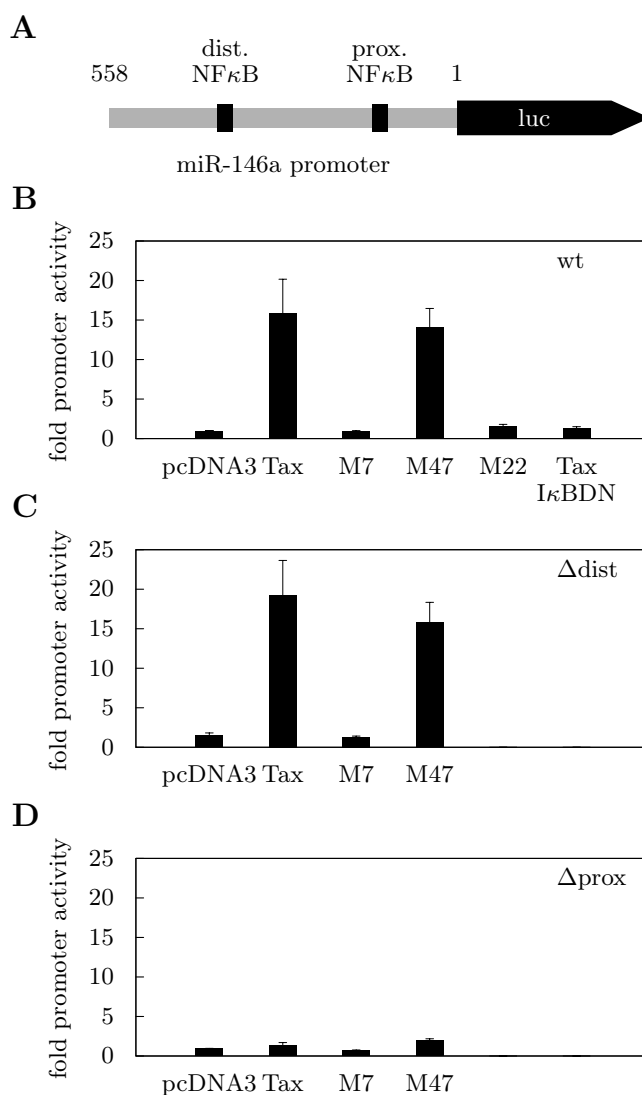 A
dist. prox.
558 NFκB NFκB 1
luc
miR-146a promoter
B
fold promoter activity
25
20
15
10
5
0
wt
pcDNA3 Tax M7 M47 M22 Tax
IκBDN
C
fold promoter activity
25
20
15
10
5
0
Δdist
pcDNA3 Tax M7 M47
D
fold promoter activity
25
20
15
10
5
0
Δprox
pcDNA3 Tax M7 M47